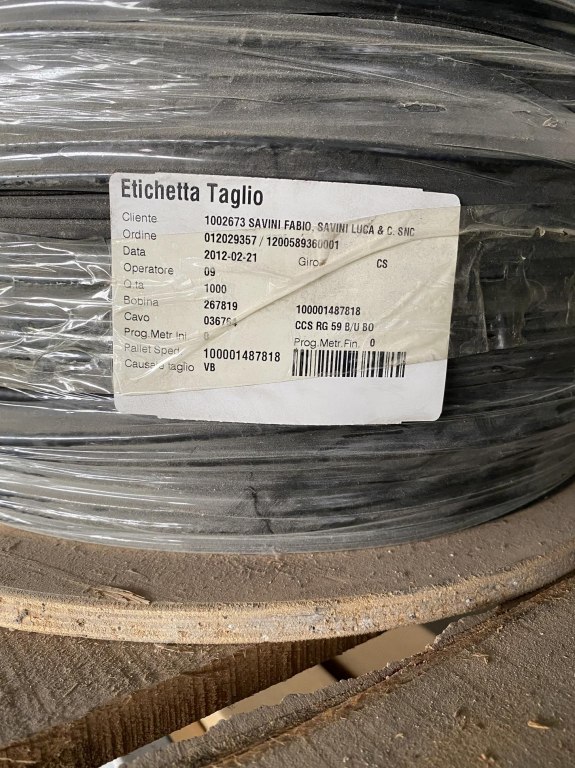 Etichetta Taglio
Cliente 1002673 SAVINI FABIO, SAVINI LUCA & C. SNC
Ordine 012029357 / 1200589360001
Data 2012-02-21 Giro CS
Operatore 09
Q.ta 1000
Bobina 267819 100001487818
Cavo CCS RG 59 B/U BO
Prog.Metr.Ini. 0 Prog.Metr.Fin. 0
Pallet Sped. 100001487818
Causale taglio VB